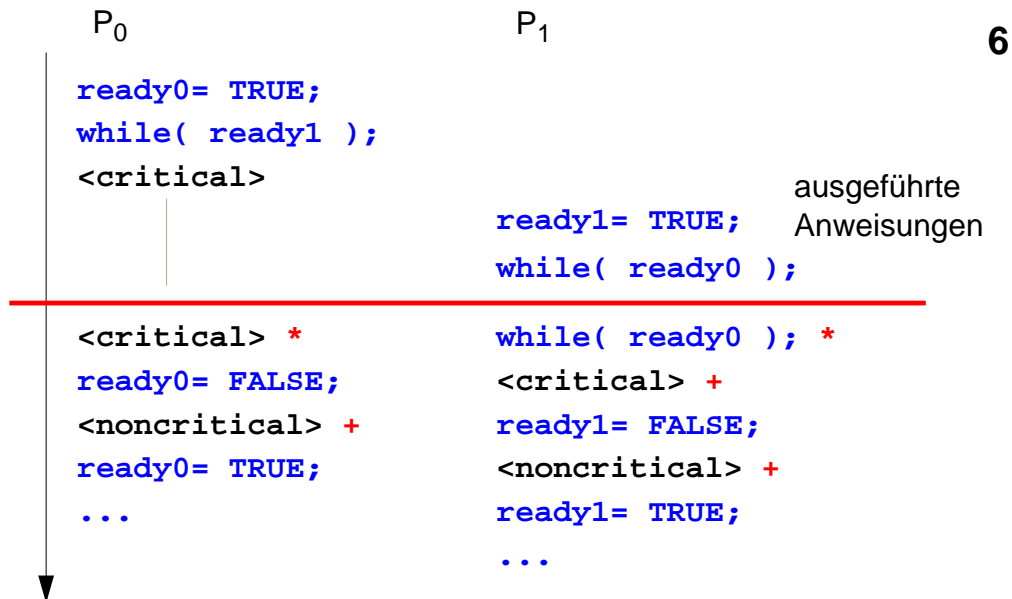 P0
P1
6
ready0= TRUE;
while( ready1 );
<critical>
ausgeführte
Anweisungen
ready1= TRUE;
while( ready0 );
<critical> *
while( ready0 ); *
ready0= FALSE;
<critical> +
<noncritical> +
ready1= FALSE;
ready0= TRUE;
<noncritical> +
...
ready1= TRUE;
...